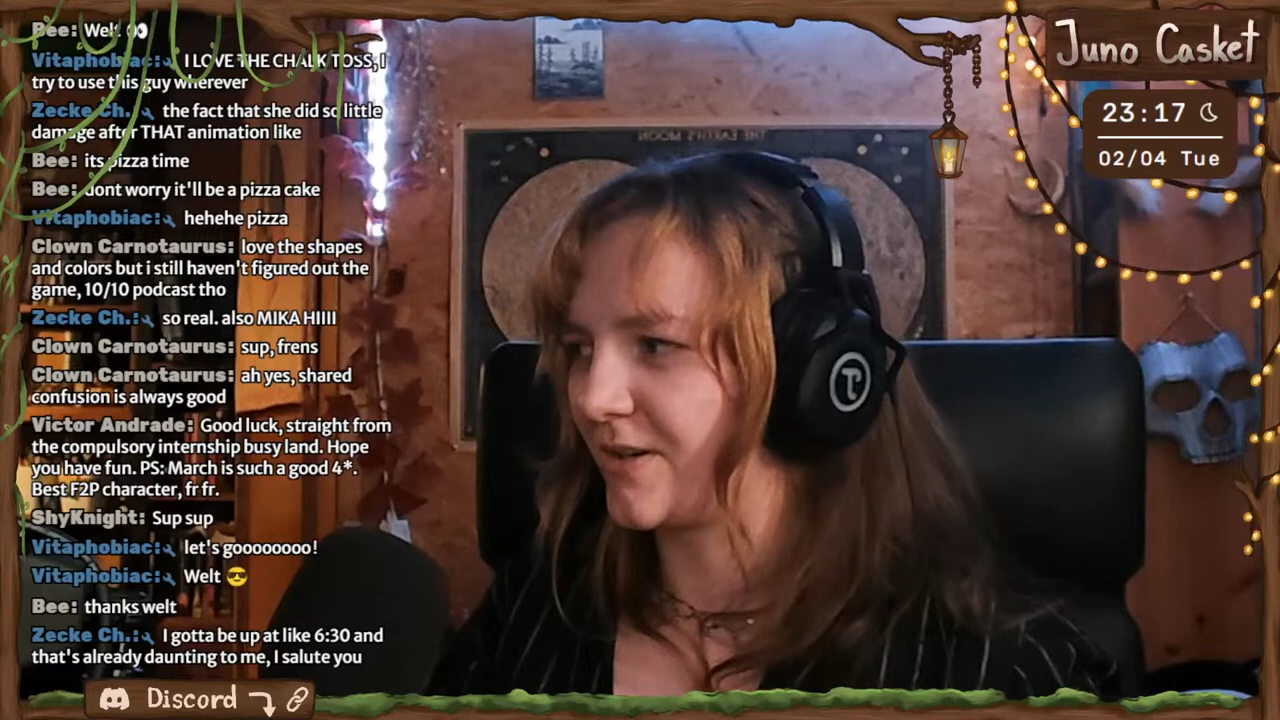 Bee: Welt 👀
Vitaphobiac: I LOVE THE CHALK TOSS, I
try to use this guy wherever
Zecke Ch.: the fact that she did so little
damage after THAT animation like
Bee: its pizza time
Bee: dont worry it'll be a pizza cake
Vitaphobiac: hehehe pizza
Clown Carnotaurus: love the shapes
and colors but i still haven't figured out the
game, 10/10 podcast tho
Zecke Ch.: so real. also MIKA HIIII
Clown Carnotaurus: sup, frens
Clown Carnotaurus: ah yes, shared
confusion is always good
Victor Andrade: Good luck, straight from
the compulsory internship busy land. Hope
you have fun. PS: March is such a good 4*.
Best F2P character, fr fr.
ShyKnight: Sup sup
Vitaphobiac: let's goooooooo!
Vitaphobiac: Welt 😎
Bee: thanks welt
Zecke Ch.: I gotta be up at like 6:30 and
that's already daunting to me, I salute you
Discord
THE EARTH'S MOON
Juno Casket
23:17
02/04 Tue